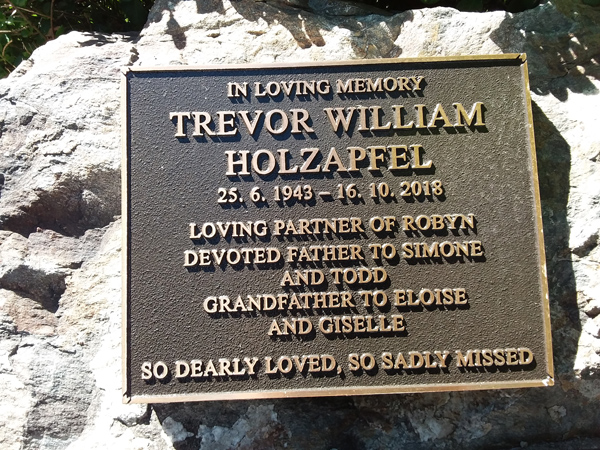 IN LOVING MEMORY
TREVOR WILLIAM
HOLZAPFEL
25. 6. 1943 – 16. 10. 2018
LOVING PARTNER OF ROBYN
DEVOTED FATHER TO SIMONE
AND TODD
GRANDFATHER TO ELOISE
AND GISELLE
SO DEARLY LOVED, SO SADLY MISSED